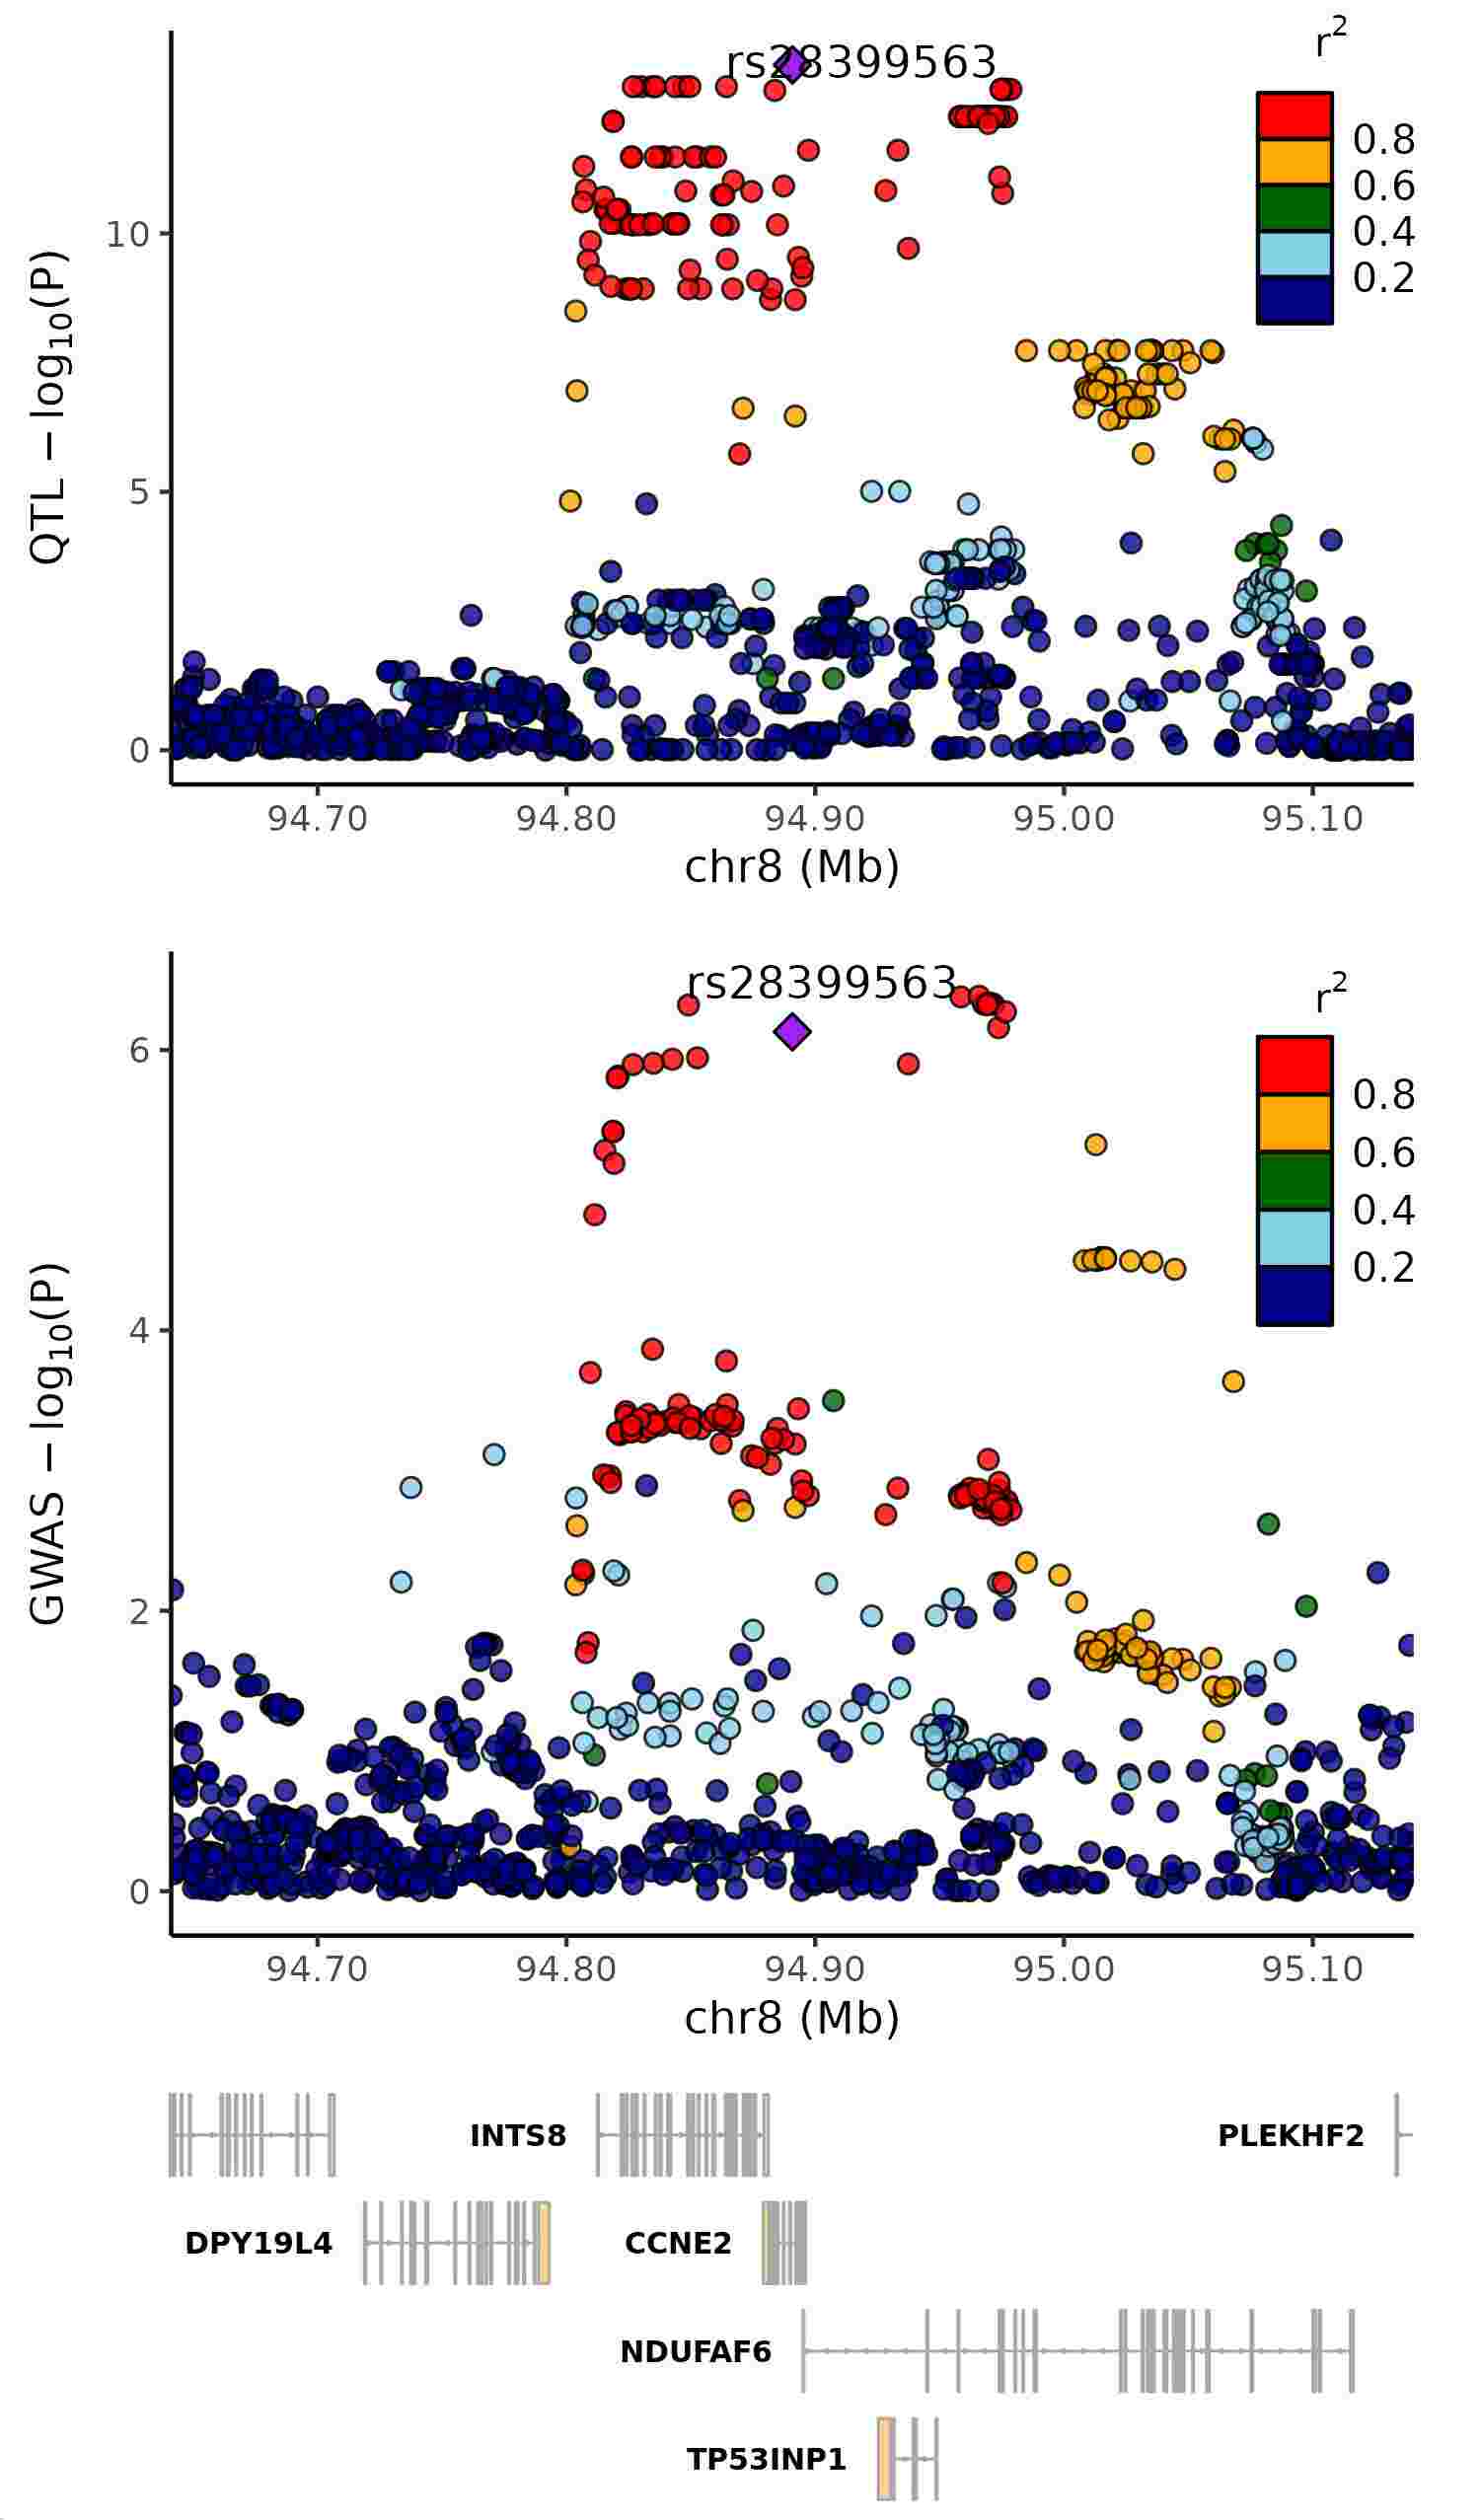 rs28399563
r²
0.8
0.6
0.4
0.2
10
5
0
QTL −log₁₀(P)
94.70 94.80 94.90 95.00 95.10
chr8 (Mb)
rs28399563
r²
0.8
0.6
0.4
0.2
6
4
2
0
GWAS −log₁₀(P)
94.70 94.80 94.90 95.00 95.10
chr8 (Mb)
INTS8 PLEKHF2
DPY19L4 CCNE2
NDUFAF6
TP53INP1